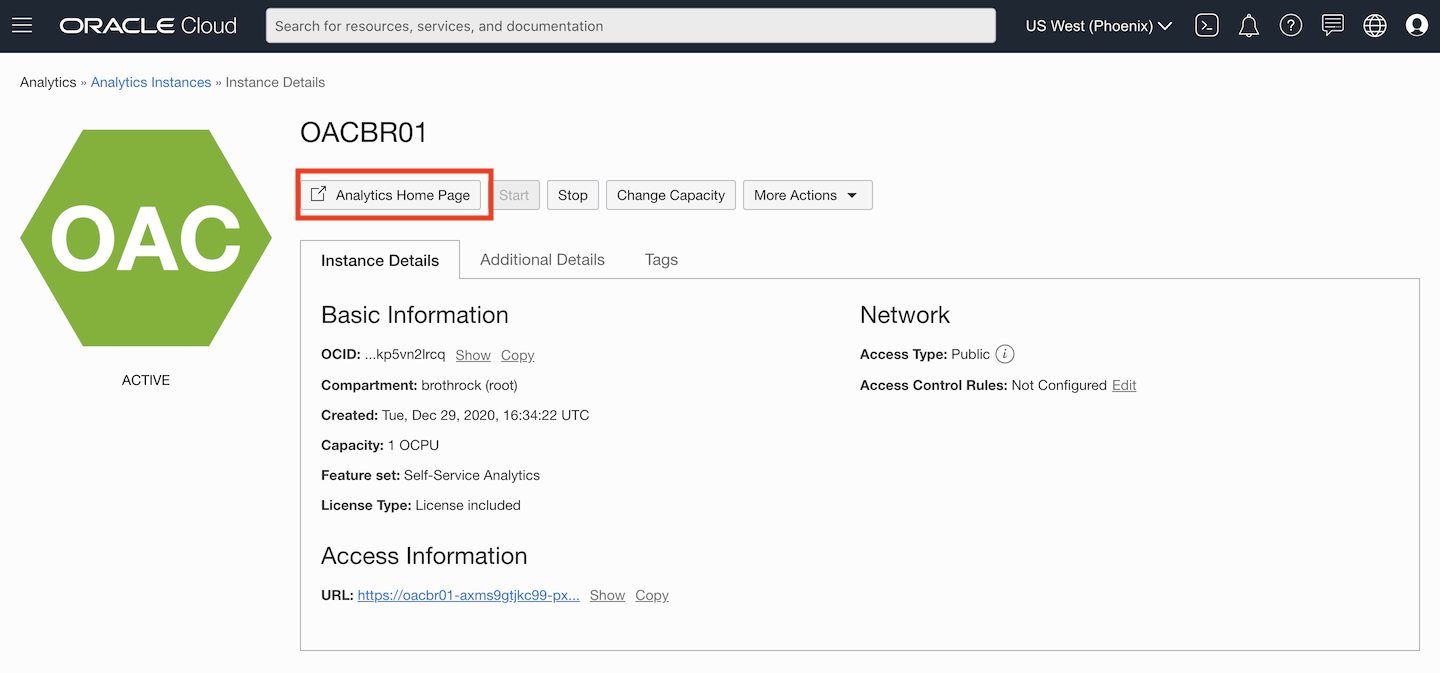 ORACLE Cloud
Search for resources, services, and documentation
US West (Phoenix)
Analytics » Analytics Instances » Instance Details
OAC
ACTIVE
OACBR01
Analytics Home Page
Start
Stop
Change Capacity
More Actions
Instance Details
Additional Details
Tags
Basic Information
OCID: ...kp5vn2lrcq Show Copy
Compartment: brothrock (root)
Created: Tue, Dec 29, 2020, 16:34:22 UTC
Capacity: 1 OCPU
Feature set: Self-Service Analytics
License Type: License included
Access Information
URL: https://oacbr01-axms9gtjkc99-px... Show Copy
Network
Access Type: Public i
Access Control Rules: Not Configured Edit